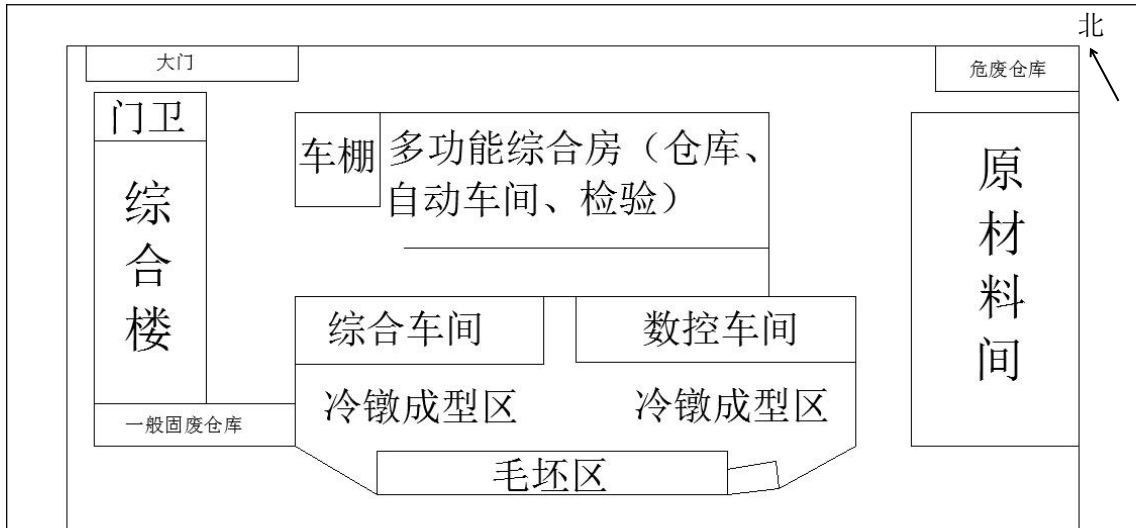 北
大门
危废仓库
门卫
车棚
多功能综合房（仓库、
自动车间、检验）
综合楼
原材料间
综合车间
数控车间
冷镦成型区
冷镦成型区
一般固废仓库
毛坯区